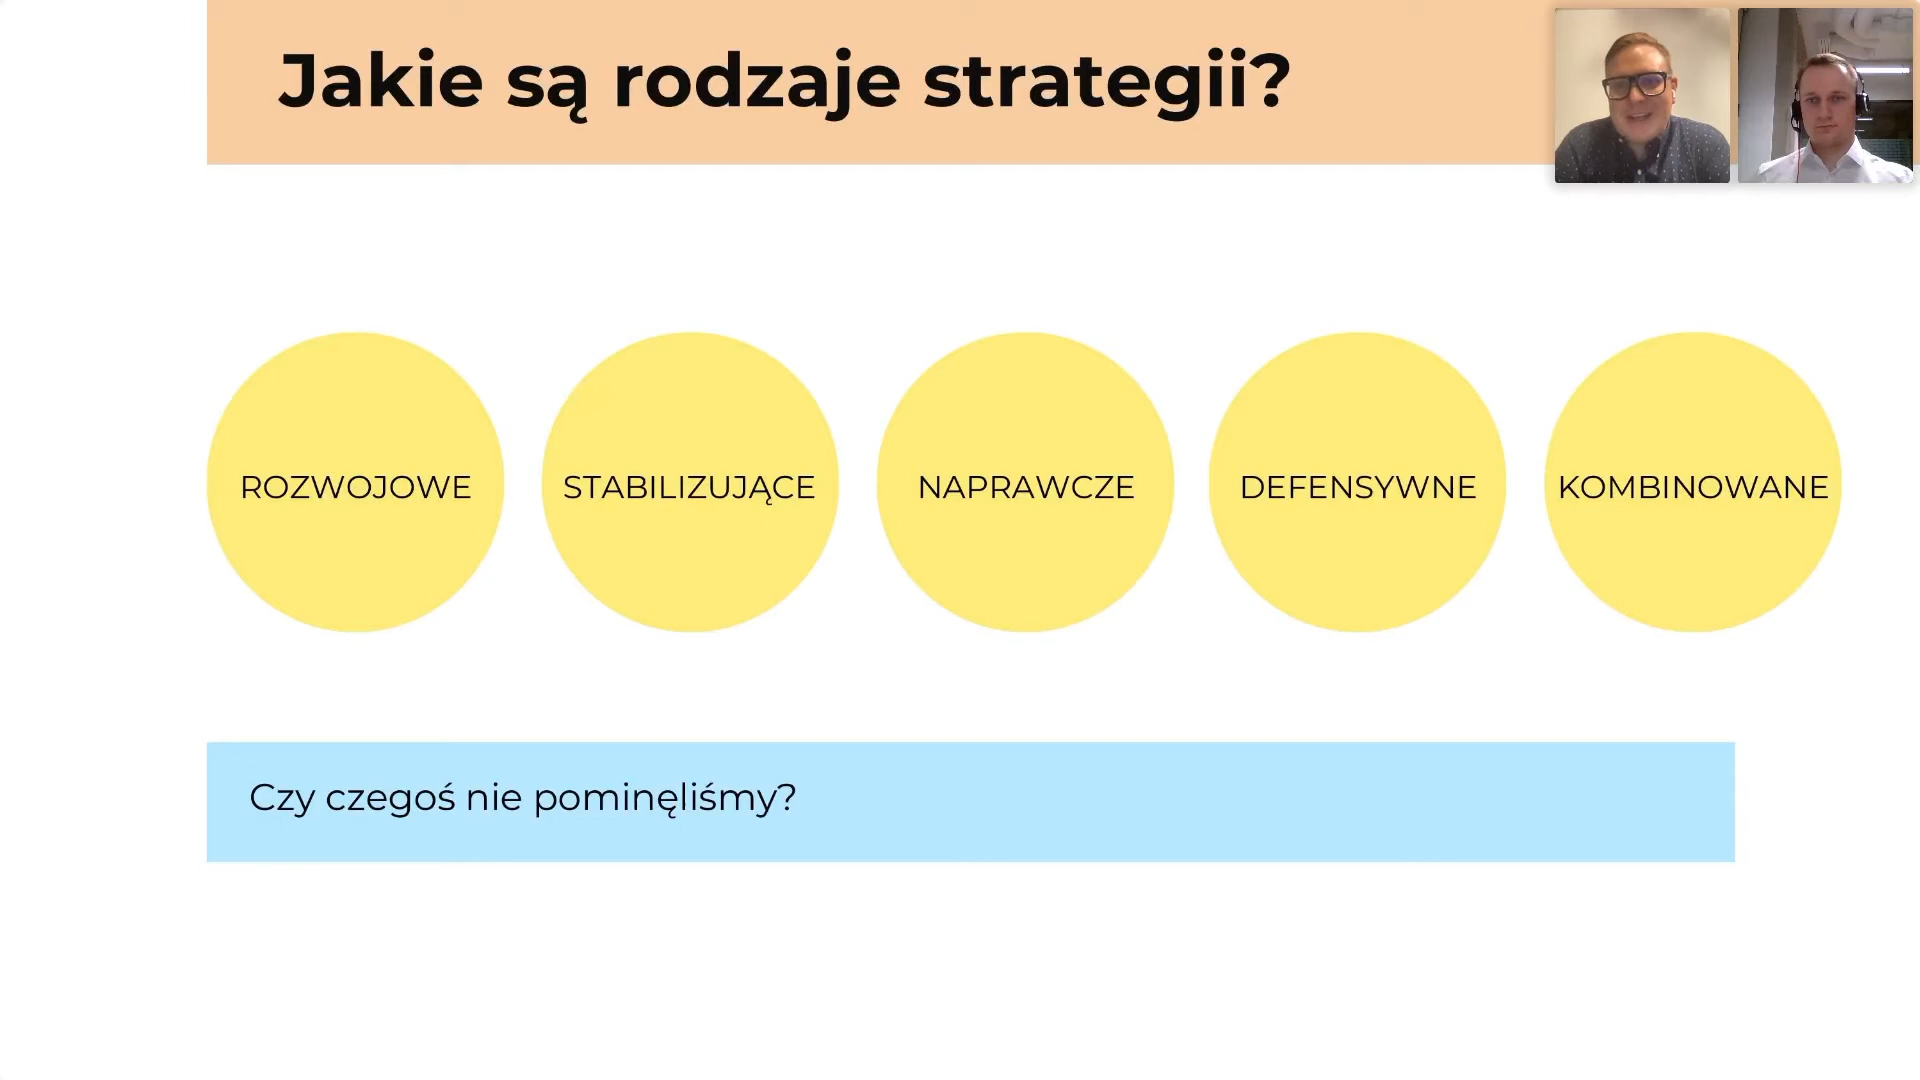 Jakie są rodzaje strategii?
ROZWOJOWE
STABILIZUJĄCE
NAPRAWCZE
DEFENSYWNE
KOMBINOWANE
Czy czegoś nie pominęliśmy?